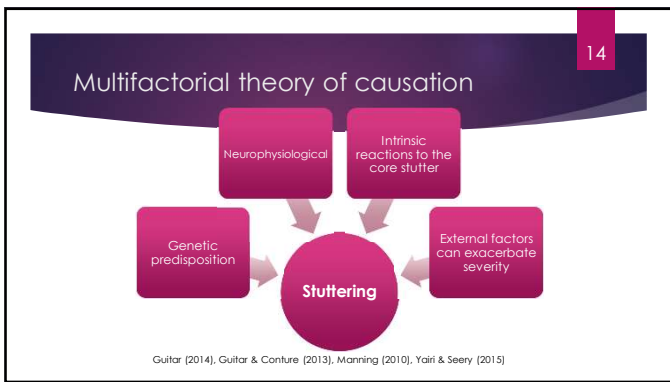 14
Multifactorial theory of causation
Neurophysiological
Intrinsic
reactions to the
core stutter
Genetic
predisposition
External factors
can exacerbate
severity
Stuttering
Guitar (2014), Guitar & Conture (2013), Manning (2010), Yairi & Seery (2015)